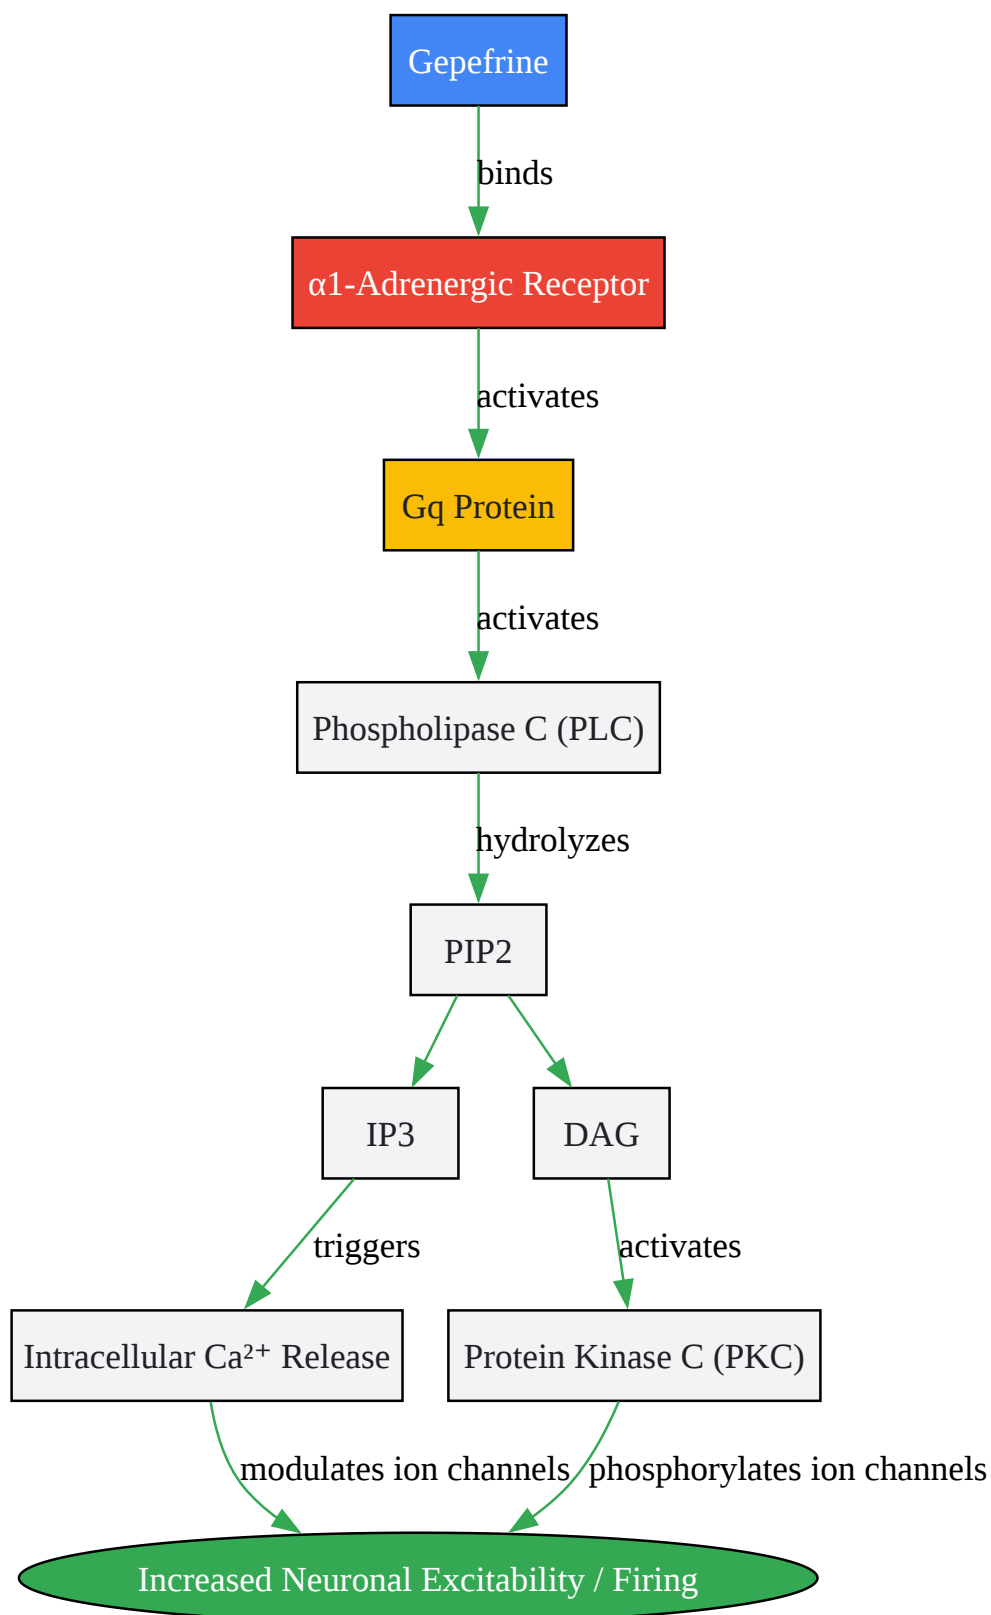 Gepefrine
binds
α1-Adrenergic Receptor
activates
Gq Protein
activates
Phospholipase C (PLC)
hydrolyzes
PIP2
IP3
DAG
triggers
activates
Intracellular Ca²⁺ Release
Protein Kinase C (PKC)
modulates ion channels
phosphorylates ion channels
Increased Neuronal Excitability / Firing